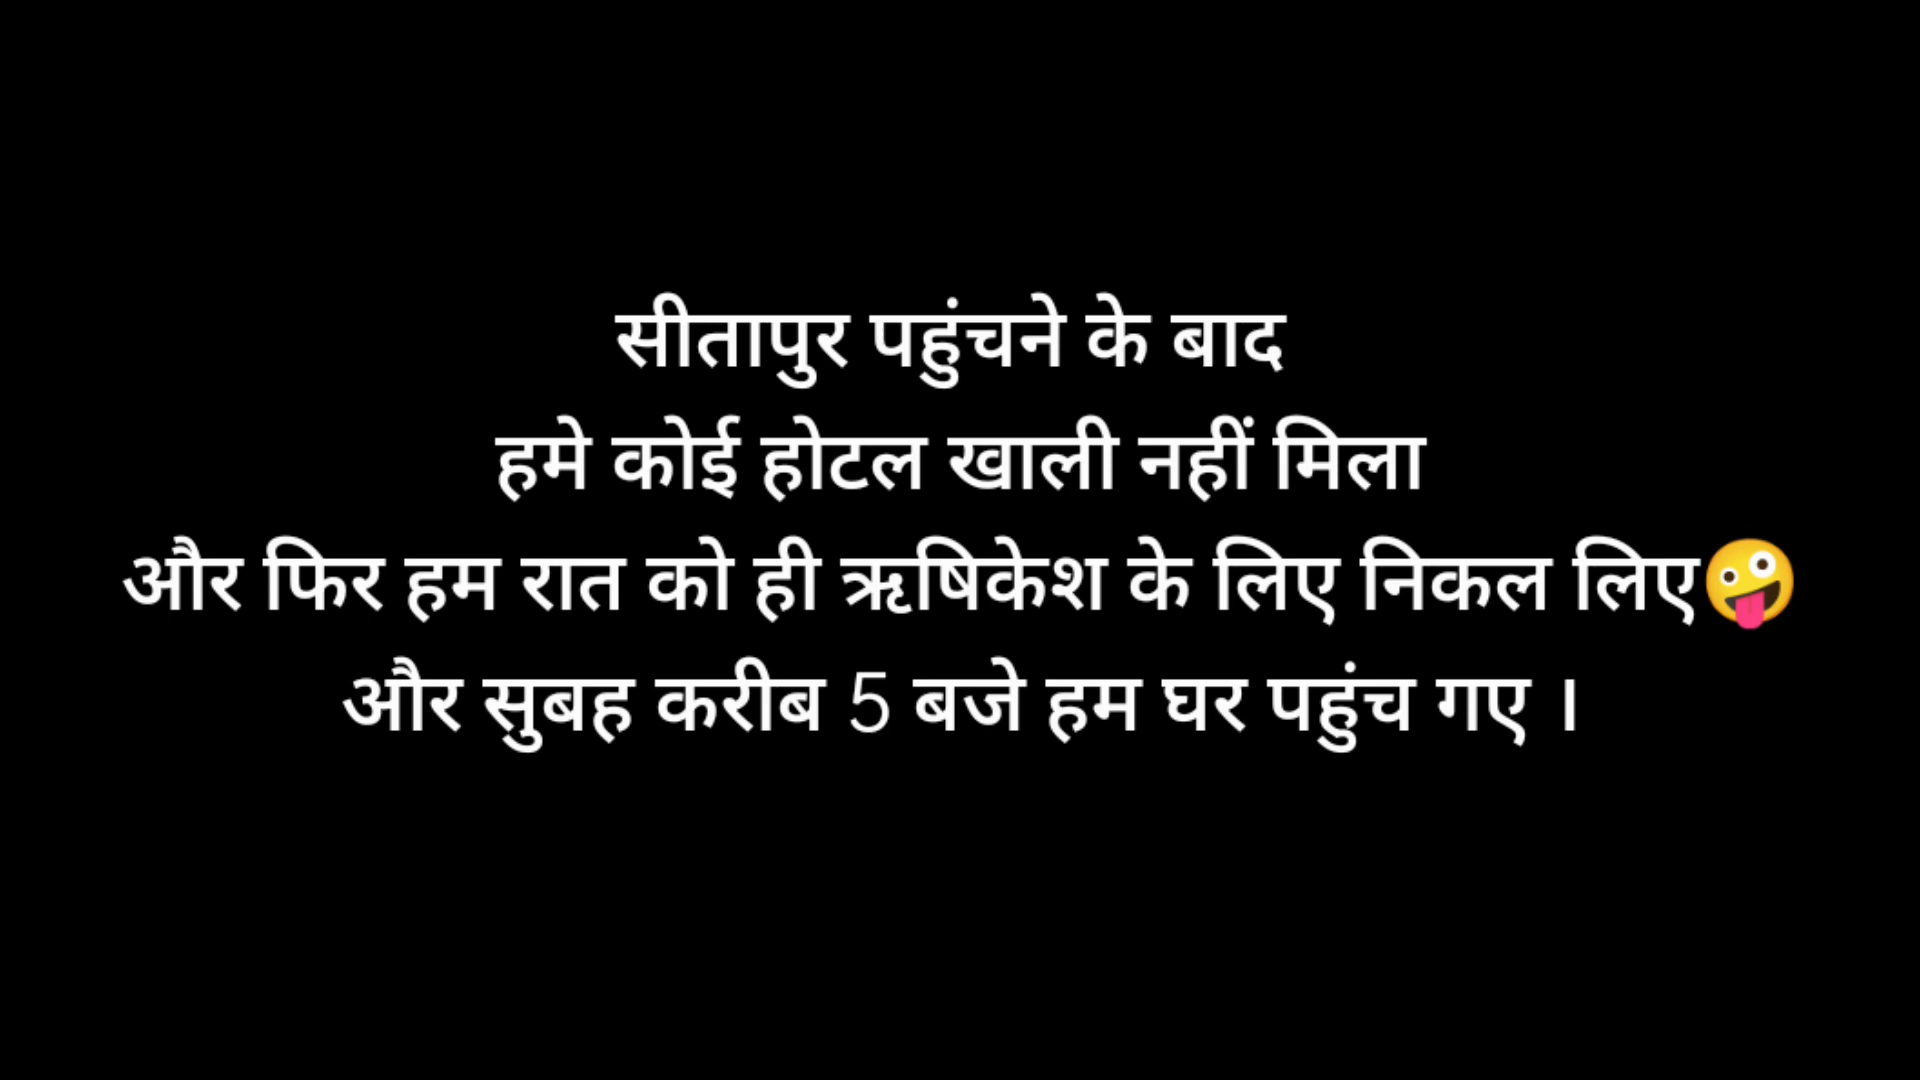 सीतापुर पहुंचने के बाद
हमे कोई होटल खाली नहीं मिला
और फिर हम रात को ही ऋषिकेश के लिए निकल लिए🤪
और सुबह करीब 5 बजे हम घर पहुंच गए ।